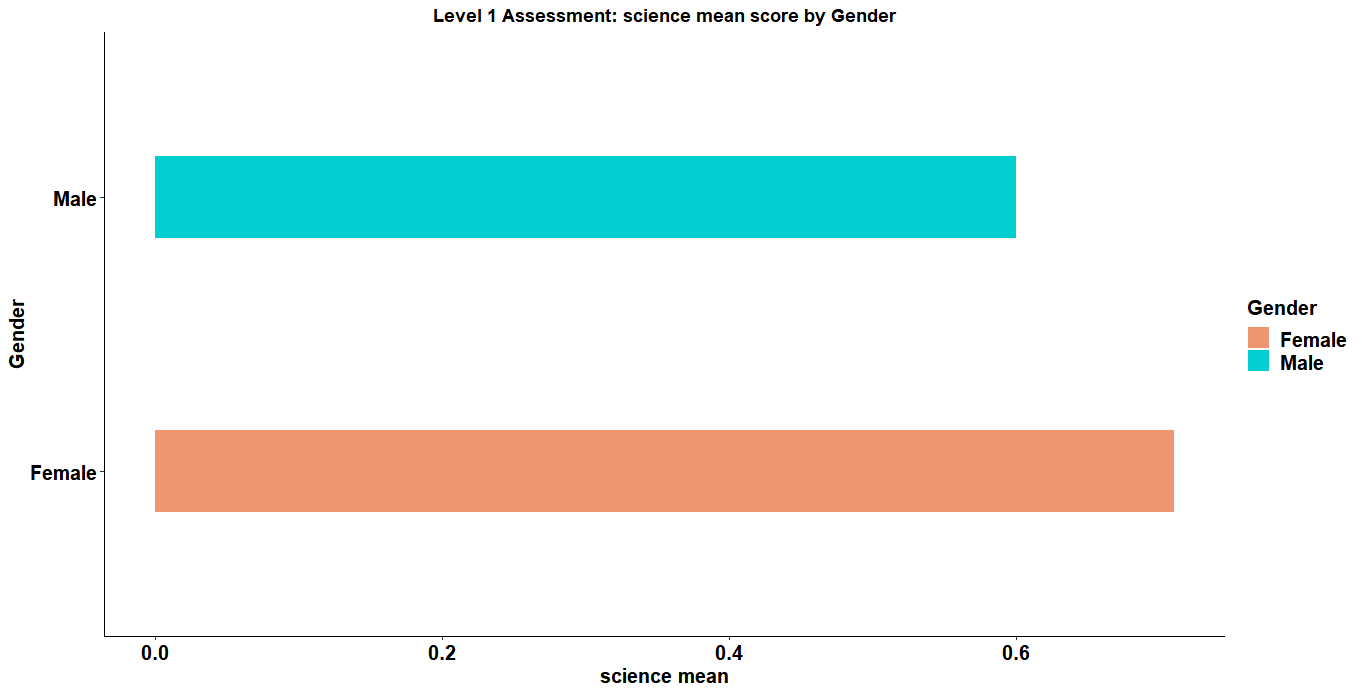 Level 1 Assessment: science mean score by Gender
Male
Female
Gender
0.0 0.2 0.4 0.6
science mean
Gender
Female
Male